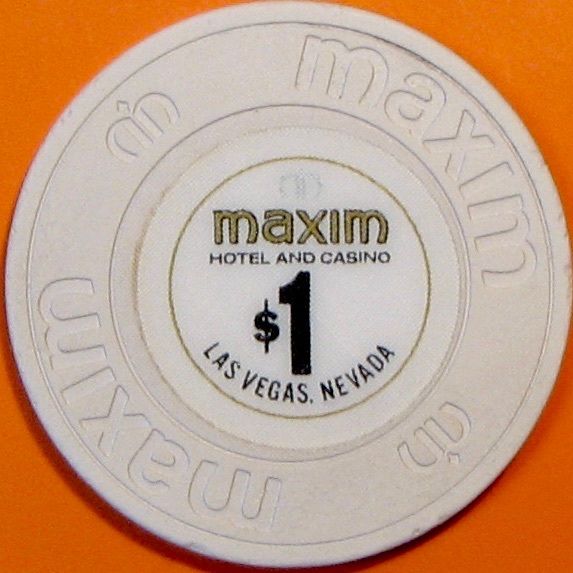 maxim
maxim
HOTEL AND CASINO
$1
LAS VEGAS, NEVADA
maxim